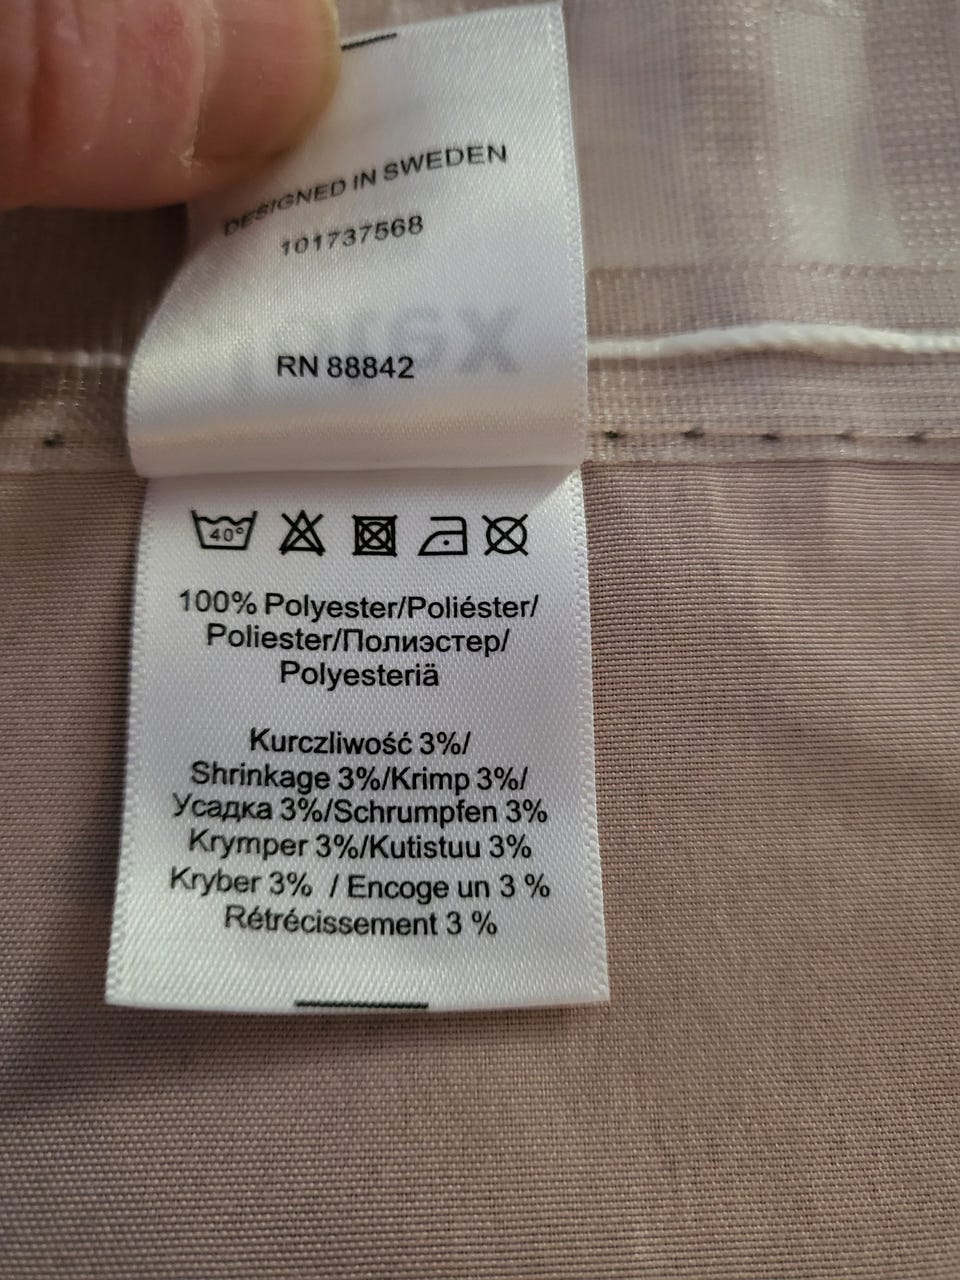 DESIGNED IN SWEDEN
101737568
RN 88842
40°
100% Polyester/Poliéster/
Poliester/Полиэстер/
Polyesteriä
Kurczliwość 3%/
Shrinkage 3%/Krimp 3%/
Усадка 3%/Schrumpfen 3%
Krymper 3%/Kutistuu 3%
Kryber 3% / Encoge un 3 %
Rétrécissement 3 %